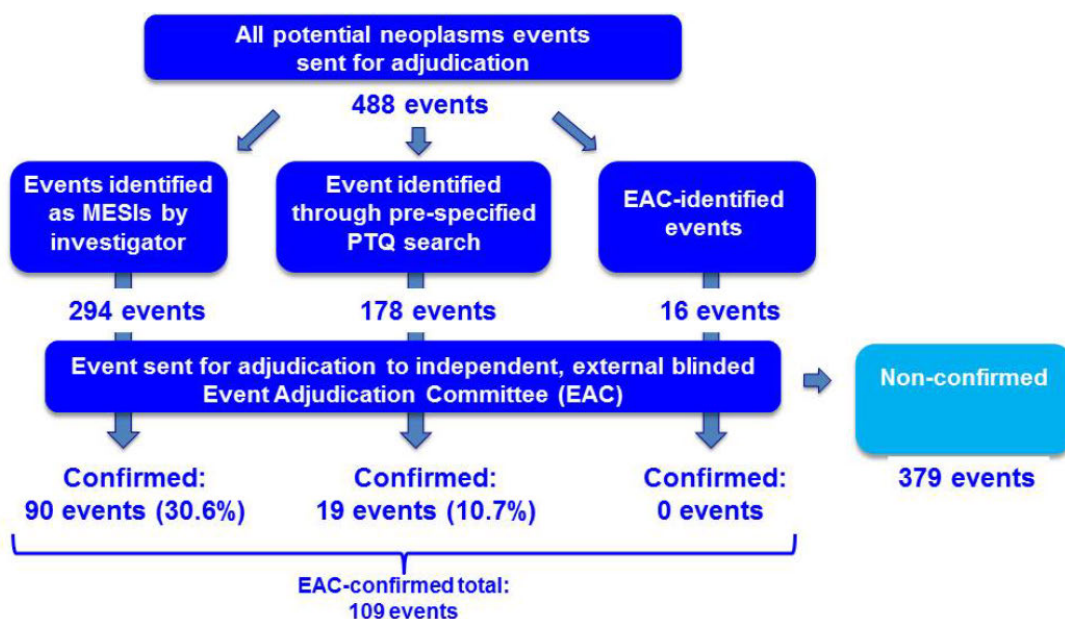 All potential neoplasms events
sent for adjudication
488 events
Events identified
as MESIs by
investigator
Event identified
through pre-specified
PTQ search
EAC-identified
events
294 events
178 events
16 events
Event sent for adjudication to independent, external blinded
Event Adjudication Committee (EAC)
Non-confirmed
379 events
Confirmed:
90 events (30.6%)
Confirmed:
19 events (10.7%)
Confirmed:
0 events
EAC-confirmed total:
109 events